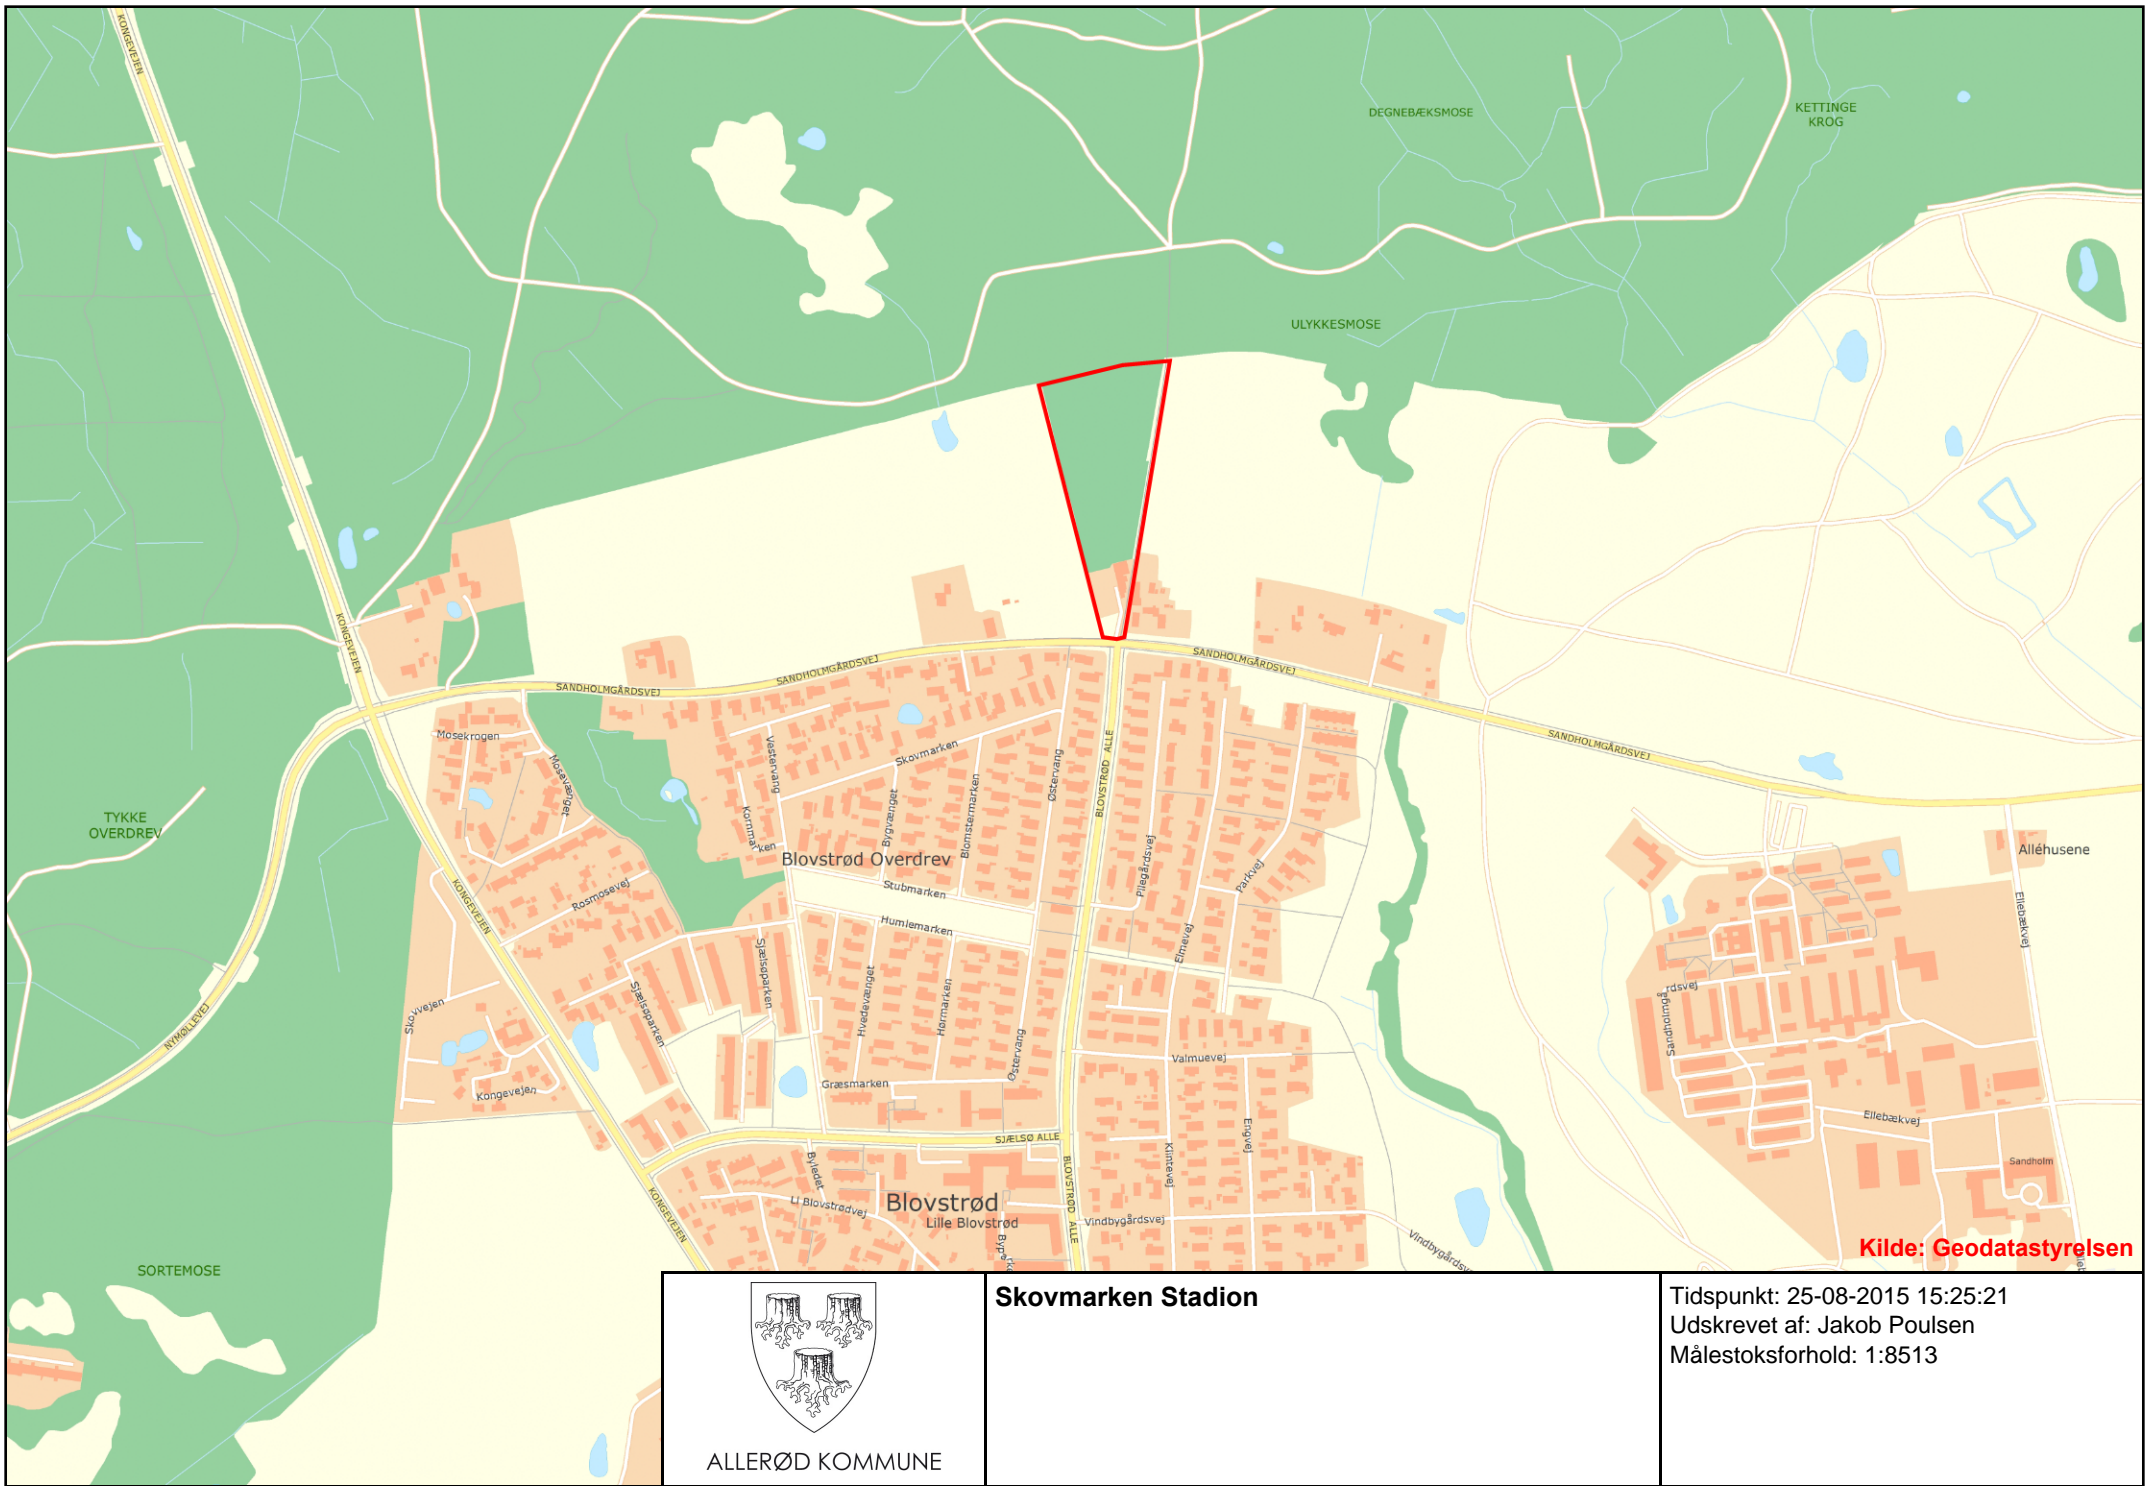 KONGEVEJEN
DEGNEBÆKSMOSE
KETTINGE
KROG
ULYKKESMOSE
KONGEVEJEN
SANDHOLMGÅRDSVEJ
SANDHOLMGÅRDSVEJ
SANDHOLMGÅRDSVEJ
SANDHOLMGÅRDSVEJ
Mosekrogen
Mosevænget
Vestervang
Skovmarken
Østervang
BLOVSTRØD ALLE
Kornmarken
Bygvænget
Blomstermarken
Pilegårdsvej
Parkvej
TYKKE
OVERDREV
Blovstrød Overdrev
Alléhusene
Stubmarken
Humlemarken
Rosmosevej
KONGEVEJEN
Elmevej
Ellebækvej
Sjælsøparken
Sjælsøparken
Hvedevænget
Hørmarken
Østervang
Skovvejen
NYMØLLEVEJ
Sandholmgårdsvej
Valmuevej
Græsmarken
Kongevejen
Ellebækvej
SJÆLSØ ALLE
Engvej
Klintevej
Byledet
Sandholm
BLOVSTRØD ALLE
KONGEVEJEN
Ll Blovstrødvej
Blovstrød
Lille Blovstrød
Vindbygårdsvej
Vindbygårdsv
SORTEMOSE
Kilde: Geodatastyrelsen
Skovmarken Stadion
Tidspunkt: 25-08-2015 15:25:21
Udskrevet af: Jakob Poulsen
Målestoksforhold: 1:8513
ALLERØD KOMMUNE